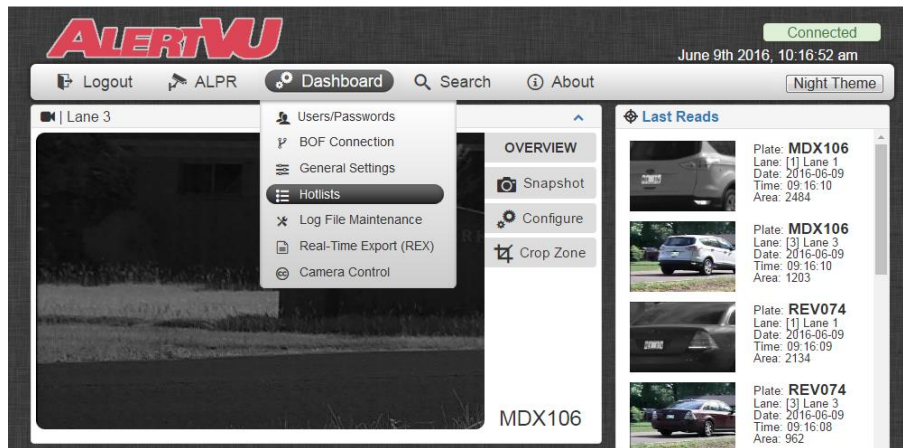 ALERTVU
Connected
June 9th 2016, 10:16:52 am
Logout ALPR Dashboard Search About Night Theme
| Lane 3
Users/Passwords
BOF Connection
General Settings
Hotlists
Log File Maintenance
Real-Time Export (REX)
Camera Control
OVERVIEW
Snapshot
Configure
Crop Zone
MDX106
Last Reads
Plate: MDX106
Lane: [1] Lane 1
Date: 2016-06-09
Time: 09:16:10
Area: 2484
Plate: MDX106
Lane: [3] Lane 3
Date: 2016-06-09
Time: 09:16:10
Area: 1203
Plate: REV074
Lane: [1] Lane 1
Date: 2016-06-09
Time: 09:16:09
Area: 2134
Plate: REV074
Lane: [3] Lane 3
Date: 2016-06-09
Time: 09:16:08
Area: 962